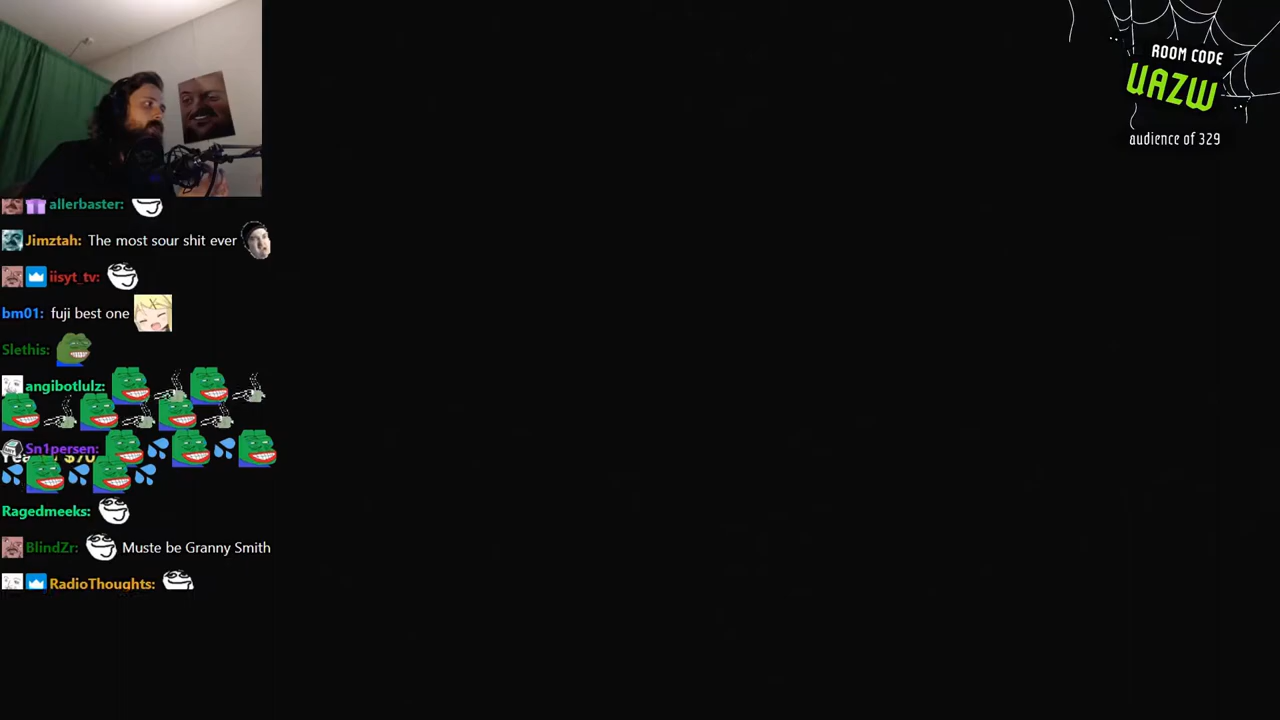 ROOM CODE
UAZW
audience of 329
allerbaster:
Jimztah: The most sour shit ever
iisyt_tv:
bm01: fuji best one
Slethis:
angibotlulz:
Sn1persen:
Ragedmeeks:
BlindZr: Muste be Granny Smith
RadioThoughts: